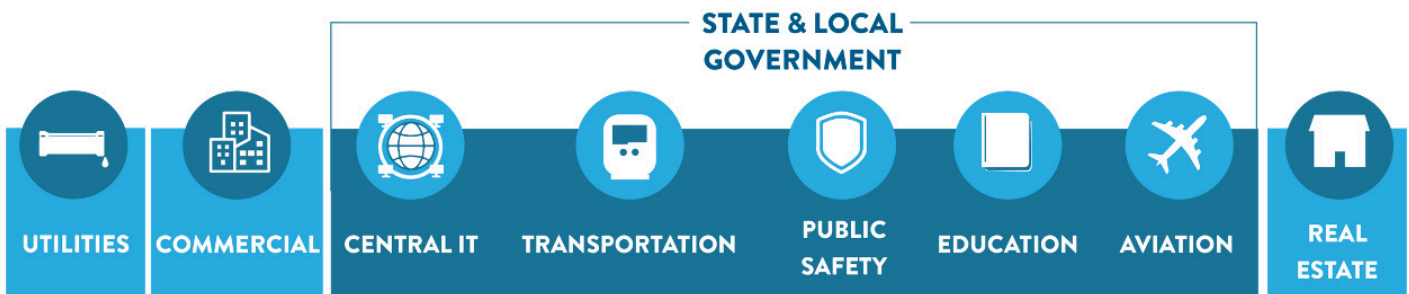 STATE & LOCAL
GOVERNMENT
UTILITIES
COMMERCIAL
CENTRAL IT
TRANSPORTATION
PUBLIC
SAFETY
EDUCATION
AVIATION
REAL
ESTATE